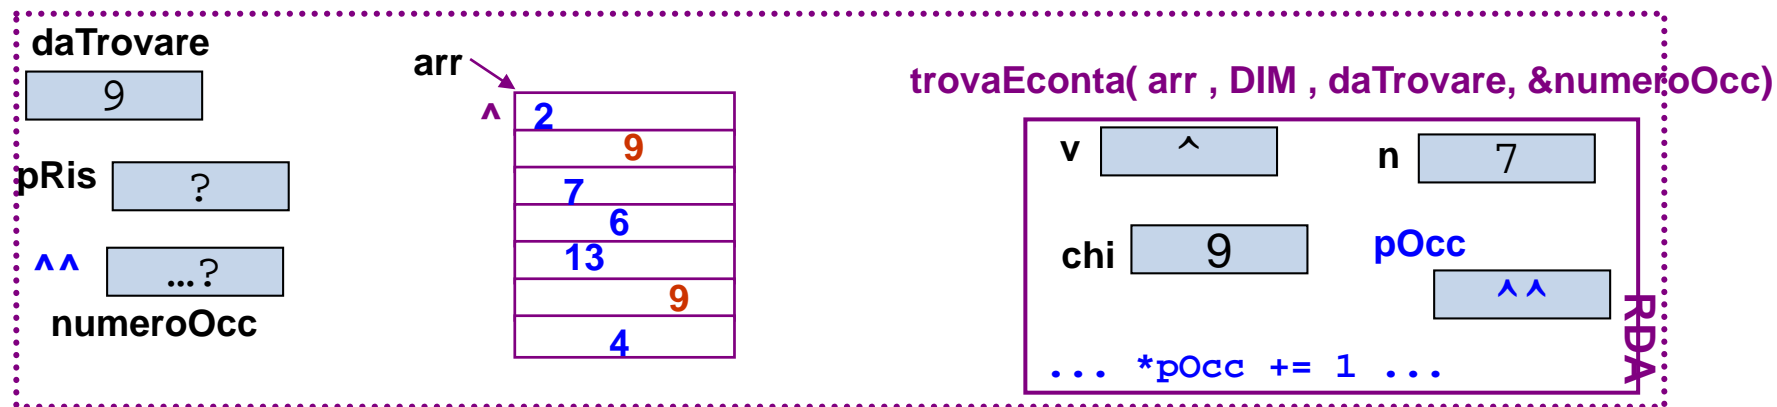 daTrovare
9
pRis ?
^^ ...?
numeroOcc
arr
^
2
9
7
6
13
9
4
trovaEconta( arr , DIM , daTrovare, &numeroOcc)
v ^ n 7
chi 9 pOcc
^^
... *pOcc += 1 ...
RDA